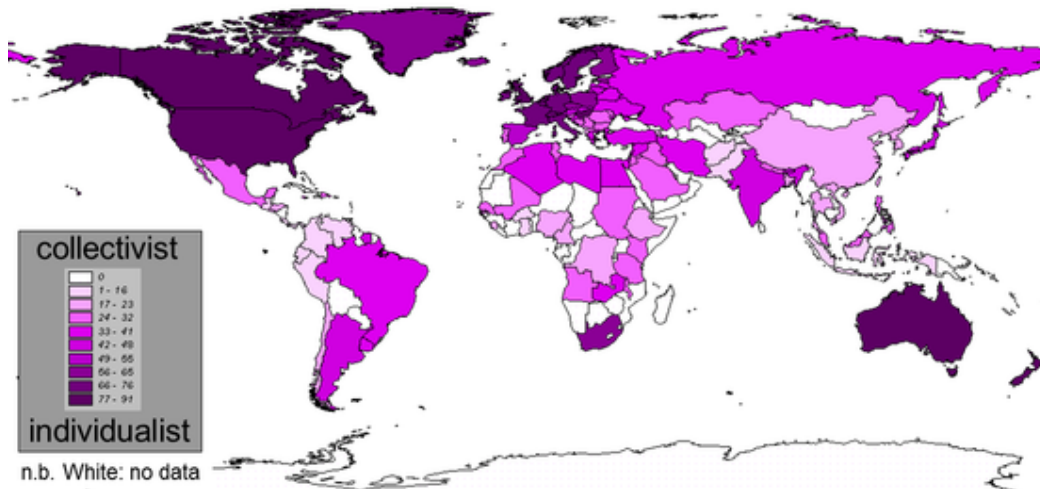 collectivist
0
1 - 16
17 - 23
24 - 32
33 - 41
42 - 48
49 - 55
56 - 65
66 - 76
77 - 91
individualist
n.b. White: no data